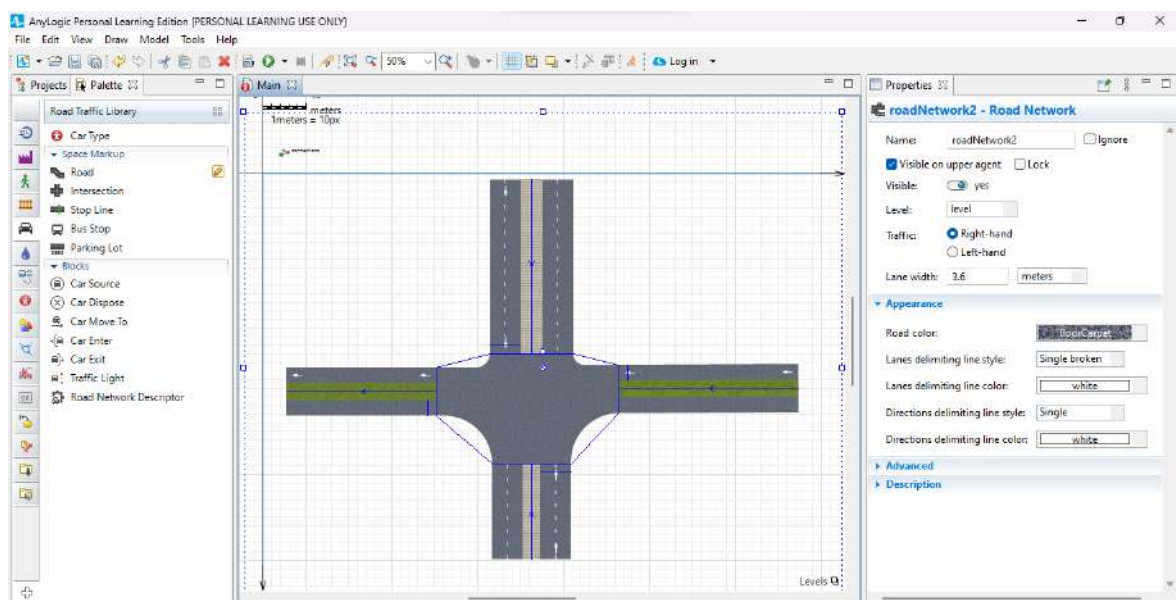 AnyLogic Personal Learning Edition [PERSONAL LEARNING USE ONLY]
File Edit View Draw Model Tools Help
50%
Log in
Projects Palette
Main
Properties
Road Traffic Library
Car Type
Space Markup
Road
Intersection
Stop Line
Bus Stop
Parking Lot
Blocks
Car Source
Car Dispose
Car Move To
Car Enter
Car Exit
Traffic Light
Road Network Descriptor
meters
1meters = 10px
Levels
roadNetwork2 - Road Network
Name: roadNetwork2 Ignore
Visible on upper agent Lock
Visible: yes
Level: level
Traffic: Right-hand
Left-hand
Lane width: 3.6 meters
Appearance
Road color: floorCarpet
Lanes delimiting line style: Single broken
Lanes delimiting line color: white
Directions delimiting line style: Single
Directions delimiting line color: white
Advanced
Description